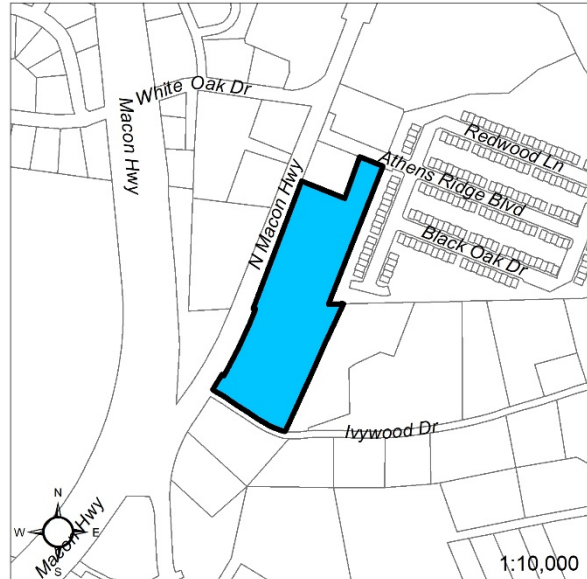 White Oak Dr
Macon Hwy
N Macon Hwy
Redwood Ln
Athens Ridge Blvd
Black Oak Dr
Ivywood Dr
N
W E
S
Macon Hwy
1:10,000